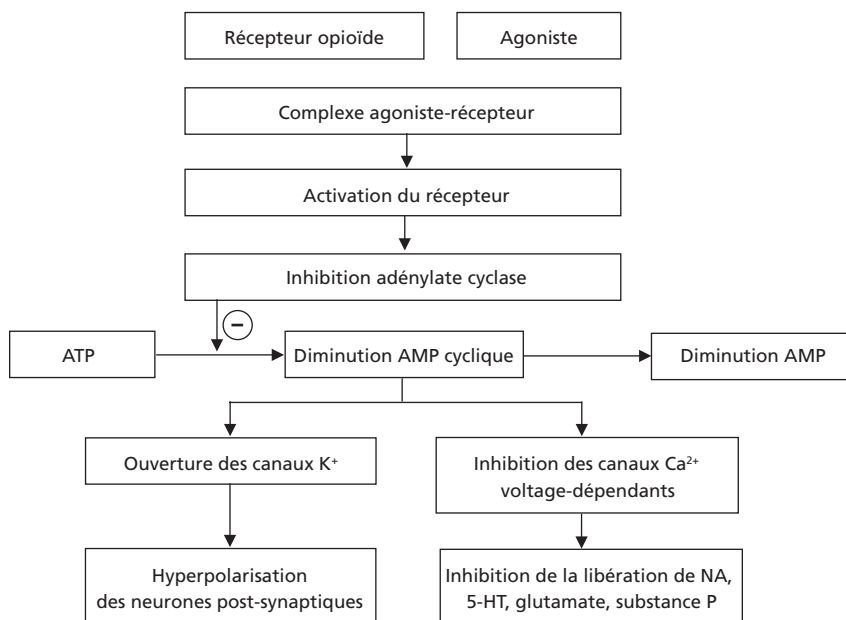 Récepteur opioïde
Agoniste
Complexe agoniste-récepteur
Activation du récepteur
Inhibition adénylate cyclase
−
ATP
Diminution AMP cyclique
Diminution AMP
Ouverture des canaux K⁺
Inhibition des canaux Ca²⁺
voltage-dépendants
Hyperpolarisation
des neurones post-synaptiques
Inhibition de la libération de NA,
5-HT, glutamate, substance P